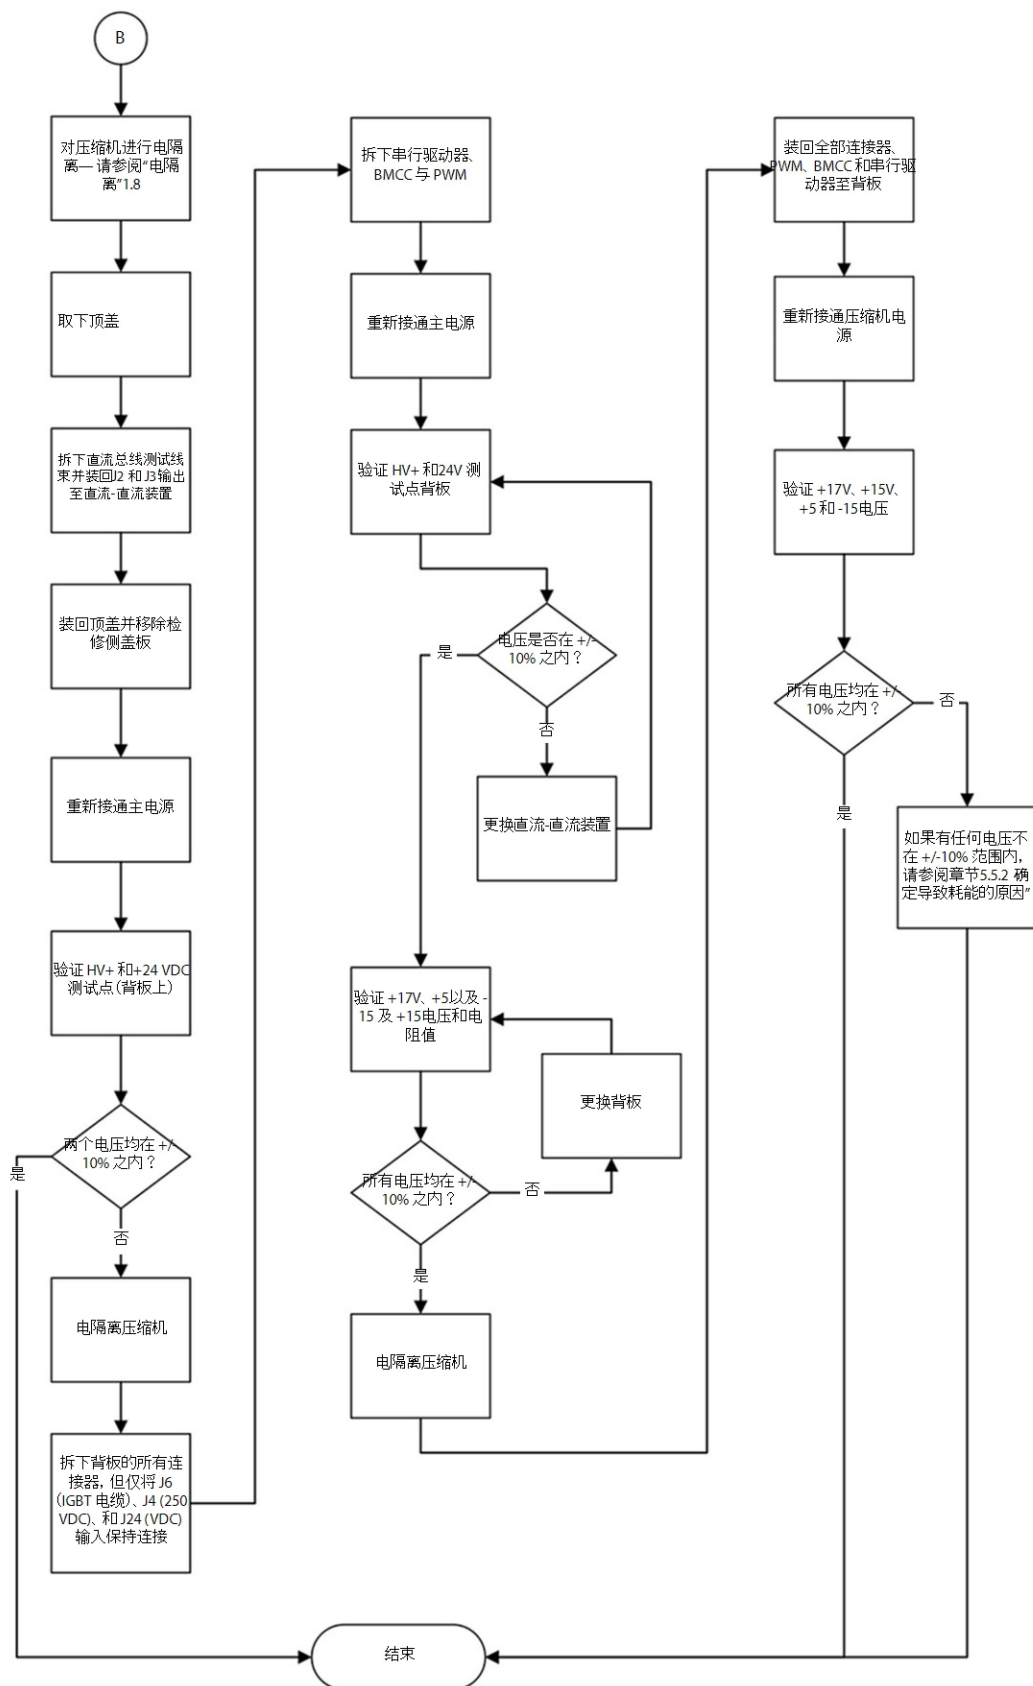 B
对压缩机进行电隔
离— 请参阅“电隔
离”1.8
取下顶盖
拆下直流总线测试线
束并装回J2 和 J3输出
至直流-直流装置
装回顶盖并移除检
修侧盖板
重新接通主电源
验证 HV+ 和+24 VDC
测试点(背板上)
两个电压均在 +/-
10% 之内？
是
否
电隔离压缩机
拆下背板的所有连
接器，但仅将 J6
(IGBT 电缆)、J4 (250
VDC)、和 J24 (VDC)
输入保持连接
拆下串行驱动器、
BMCC 与 PWM
重新接通主电源
验证 HV+ 和24V 测
试点背板
电压是否在 +/-
10% 之内？
是
否
更换直流-直流装置
验证 +17V、+5以及 -
15 及 +15电压和电
阻值
更换背板
所有电压均在 +/-
10% 之内？
否
是
电隔离压缩机
装回全部连接器、
PWM、BMCC 和串行驱
动器至背板
重新接通压缩机电
源
验证 +17V、+15V、
+5 和 -15电压
所有电压均在 +/-
10% 之内？
否
是
如果有任何电压不
在 +/-10% 范围内，
请参阅章节5.5.2 确
定导致耗能的原因”
结束